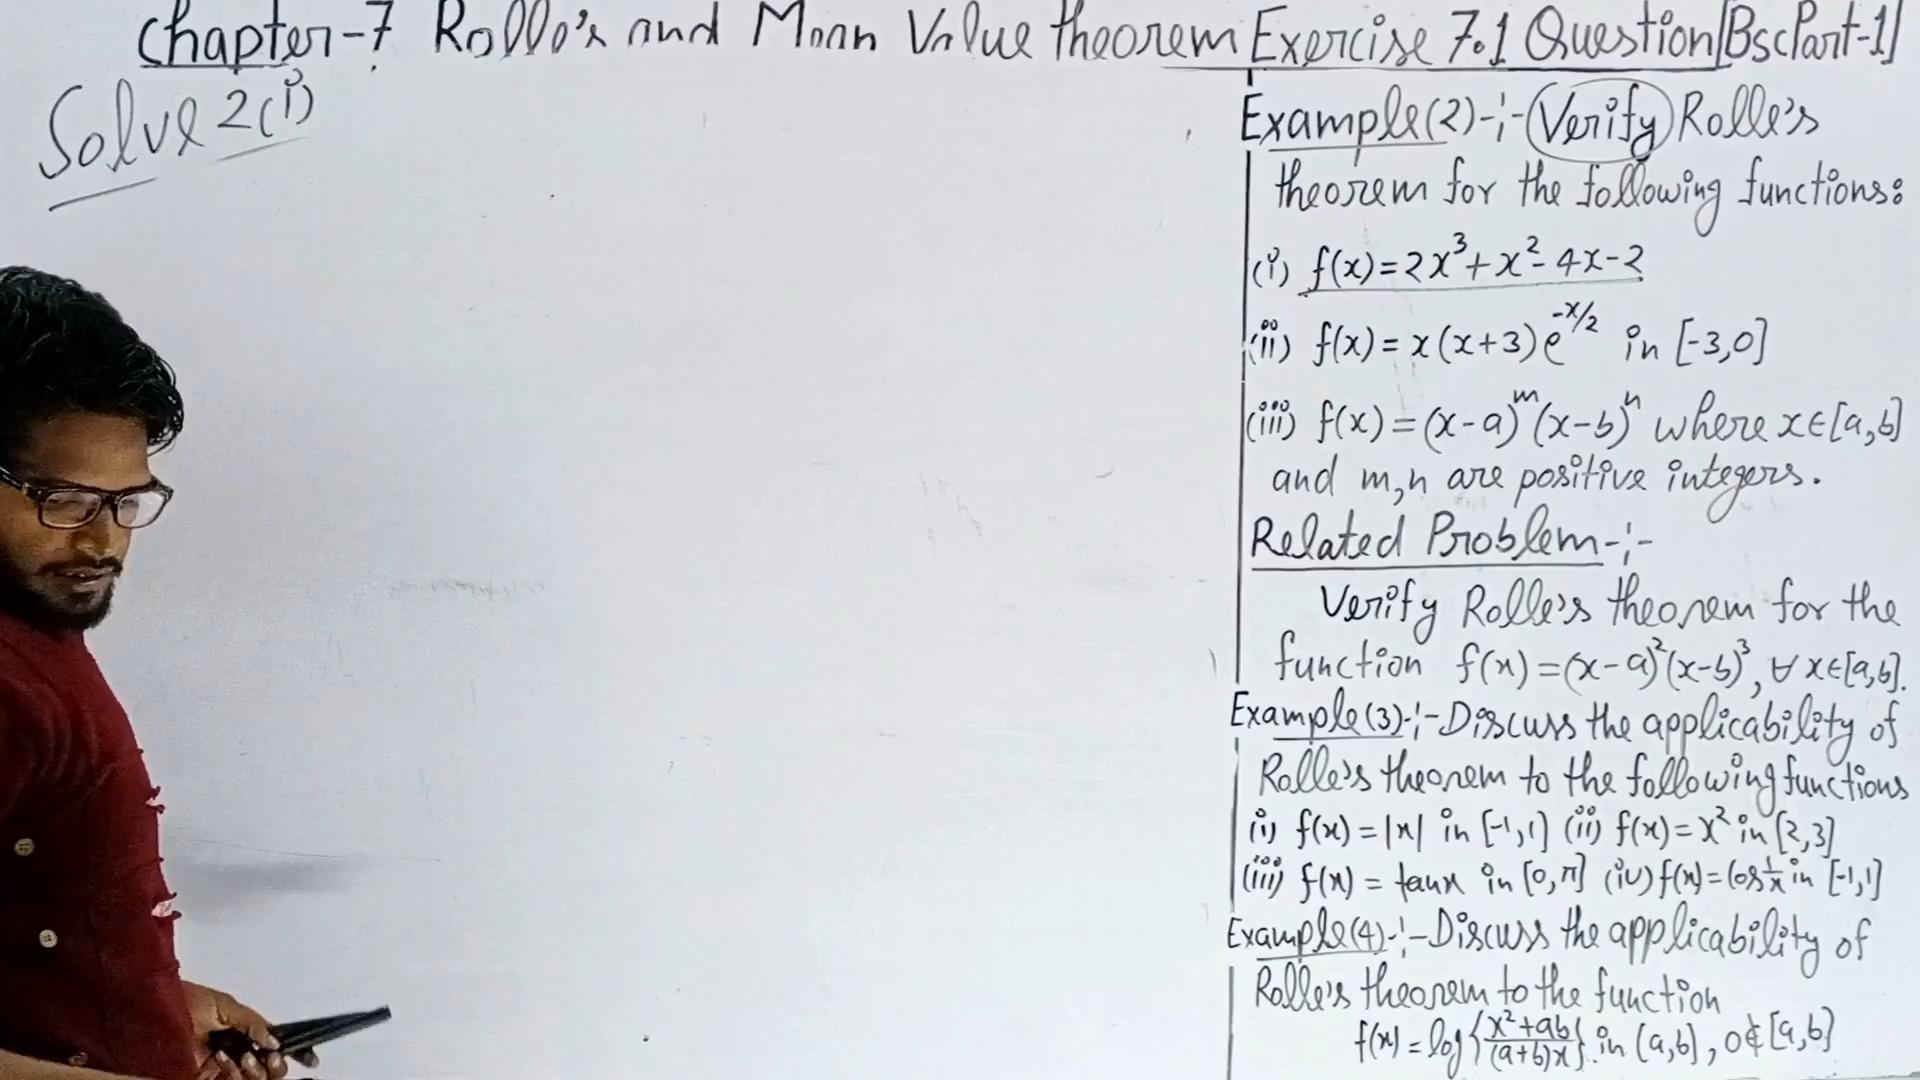 Chapter-7 Rolle's and Mean Value theorem Exercise 7.1 Question [Bsc Part-1]
Solve 2(i)
Example(2)-:- Verify Rolle's
theorem for the following functions:
(i) f(x)=2x³+x²-4x-2
(ii) f(x)= x(x+3)e^{-x/2} in [-3,0]
(iii) f(x)=(x-a)^m(x-b)^n where x∈[a,b]
and m,n are positive integers.
Related Problem-:-
Verify Rolle's theorem for the
function f(x)=(x-a)²(x-b)³, ∀ x∈[a,b].
Example(3)-:- Discuss the applicability of
Rolle's theorem to the following functions
(i) f(x)=|x| in [-1,1] (ii) f(x)=x² in [2,3]
(iii) f(x)= tanx in [0,π] (iv) f(x)=cos 1/x in [-1,1]
Example(4)-:- Discuss the applicability of
Rolle's theorem to the function
f(x)=log{x²+ab/(a+b)x} in [a,b], 0∉[a,b]